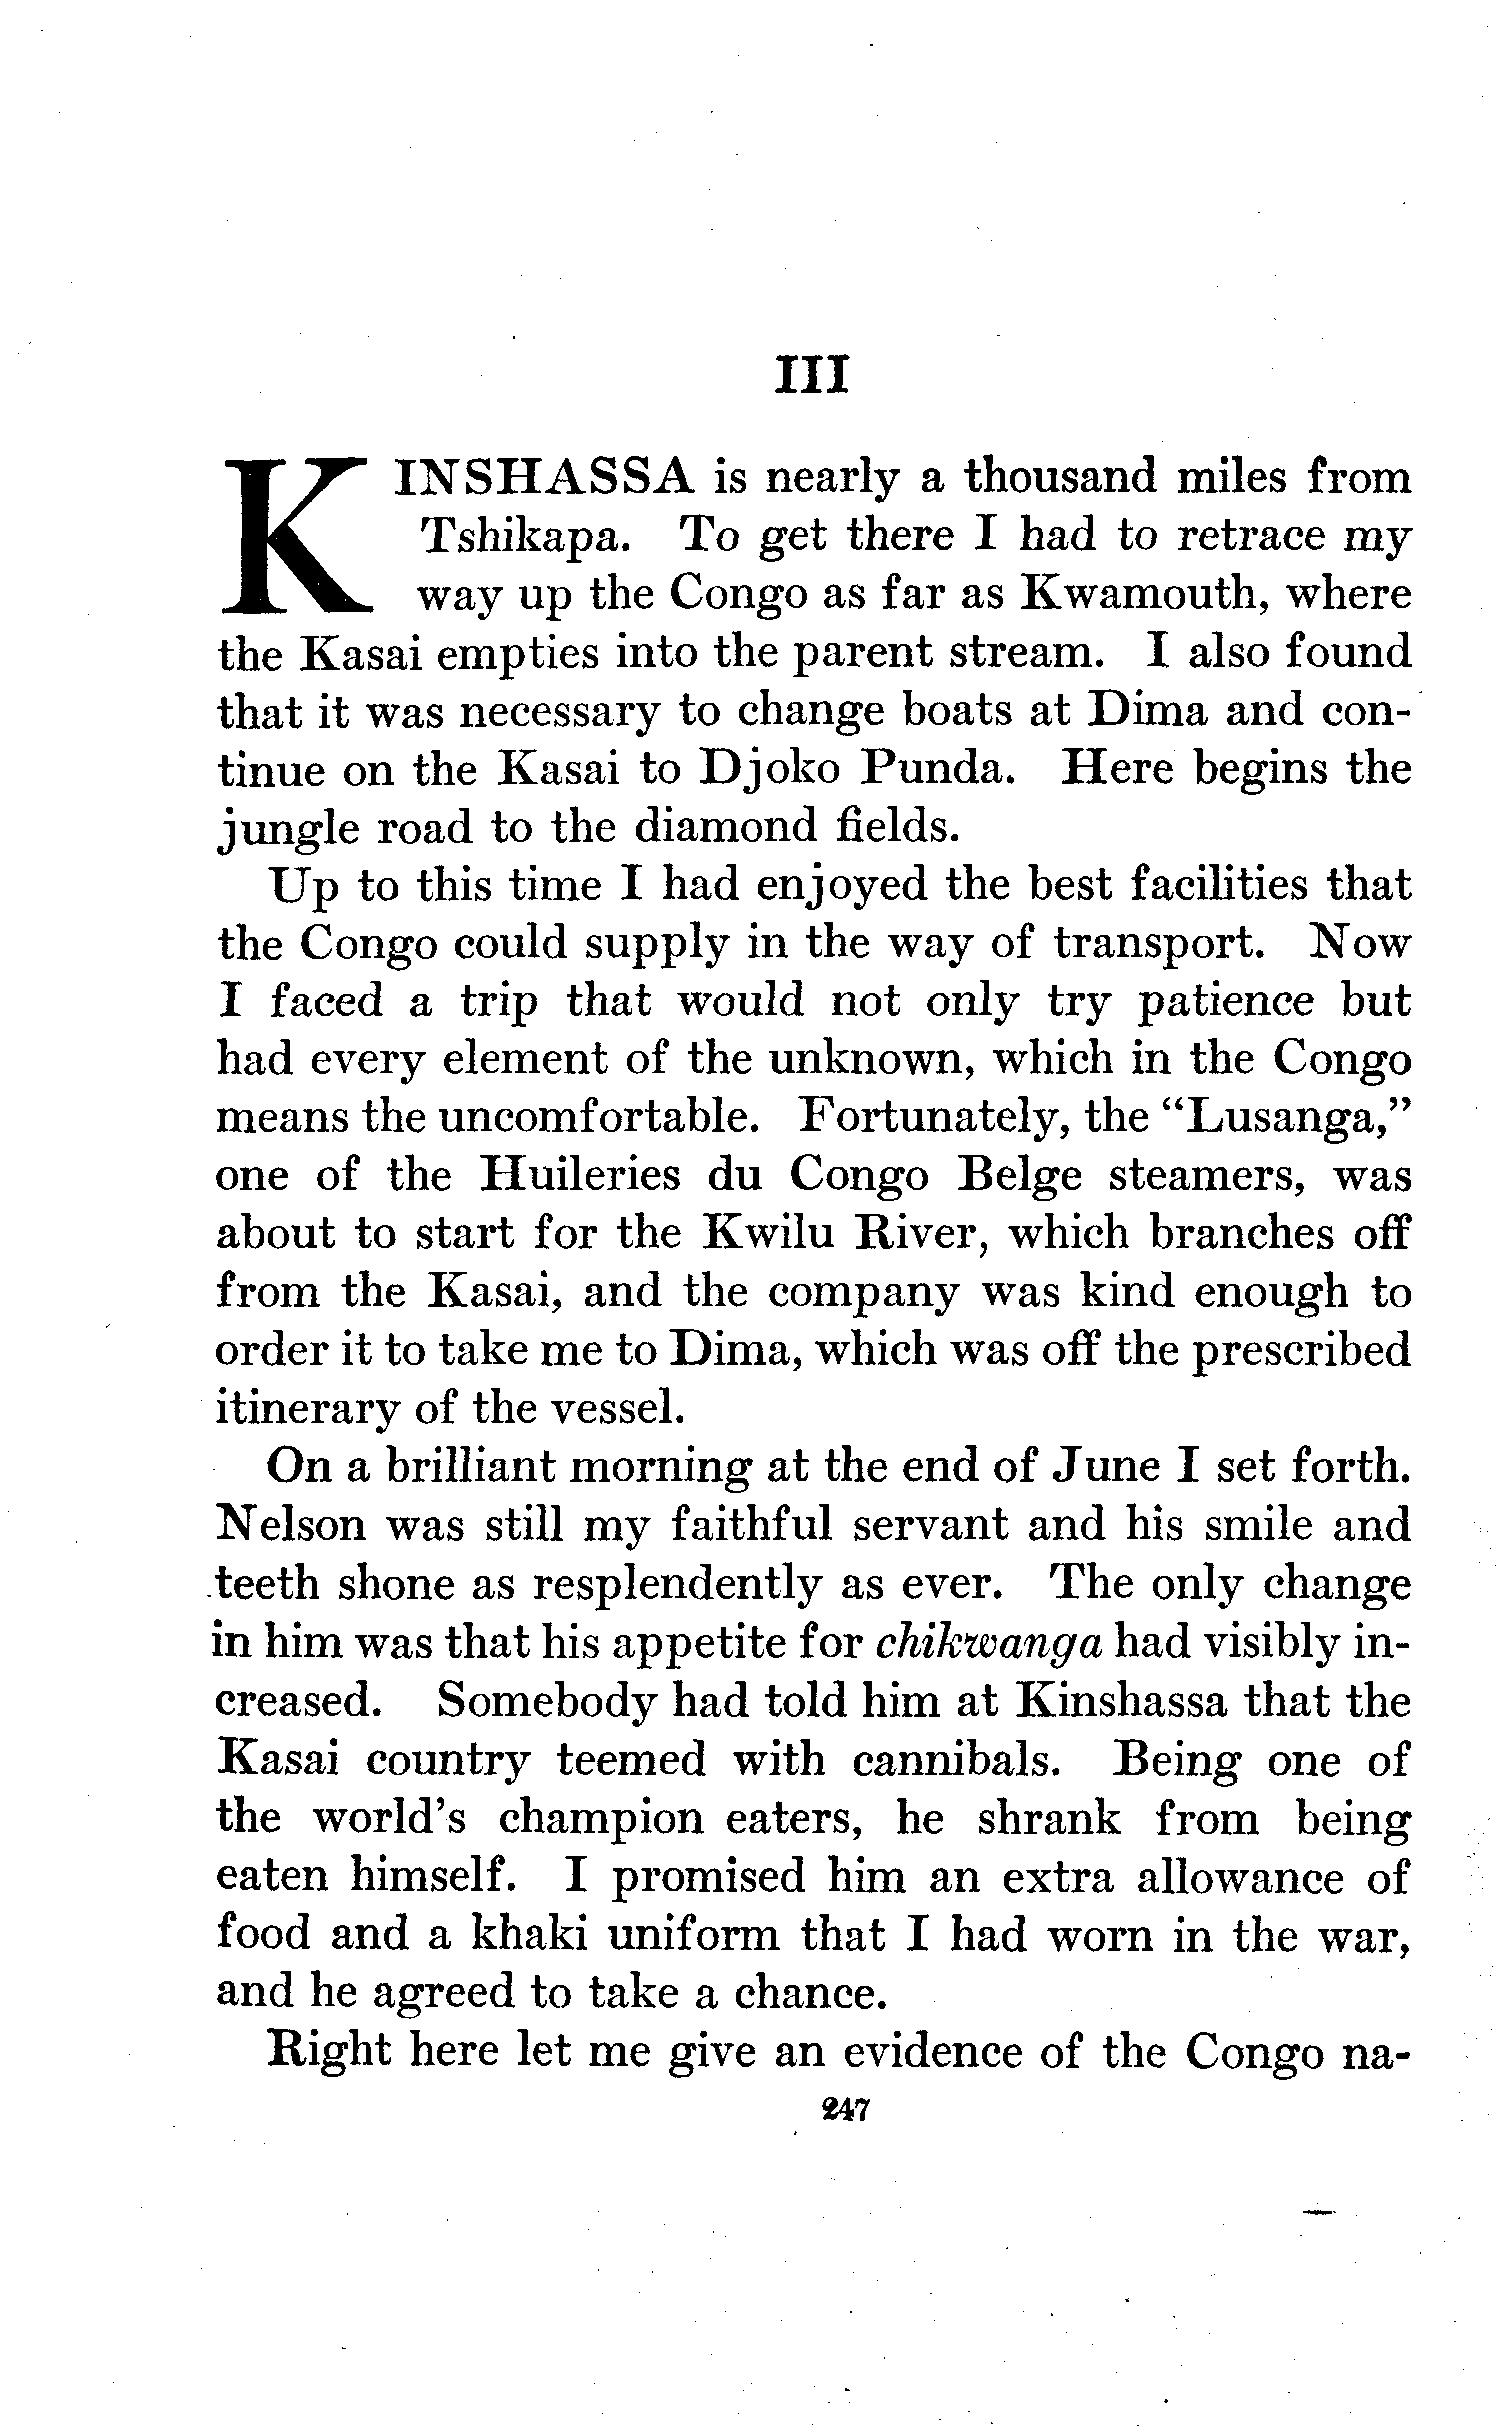 III
KINSHASSA is nearly a thousand miles from
Tshikapa. To get there I had to retrace my
way up the Congo as far as Kwamouth, where
the Kasai empties into the parent stream. I also found
that it was necessary to change boats at Dima and con-
tinue on the Kasai to Djoko Punda. Here begins the
jungle road to the diamond fields.
Up to this time I had enjoyed the best facilities that
the Congo could supply in the way of transport. Now
I faced a trip that would not only try patience but
had every element of the unknown, which in the Congo
means the uncomfortable. Fortunately, the “Lusanga,”
one of the Huileries du Congo Belge steamers, was
about to start for the Kwilu River, which branches off
from the Kasai, and the company was kind enough to
order it to take me to Dima, which was off the prescribed
itinerary of the vessel.
On a brilliant morning at the end of June I set forth.
Nelson was still my faithful servant and his smile and
teeth shone as resplendently as ever. The only change
in him was that his appetite for chikwanga had visibly in-
creased. Somebody had told him at Kinshassa that the
Kasai country teemed with cannibals. Being one of
the world's champion eaters, he shrank from being
eaten himself. I promised him an extra allowance of
food and a khaki uniform that I had worn in the war,
and he agreed to take a chance.
Right here let me give an evidence of the Congo na-
247